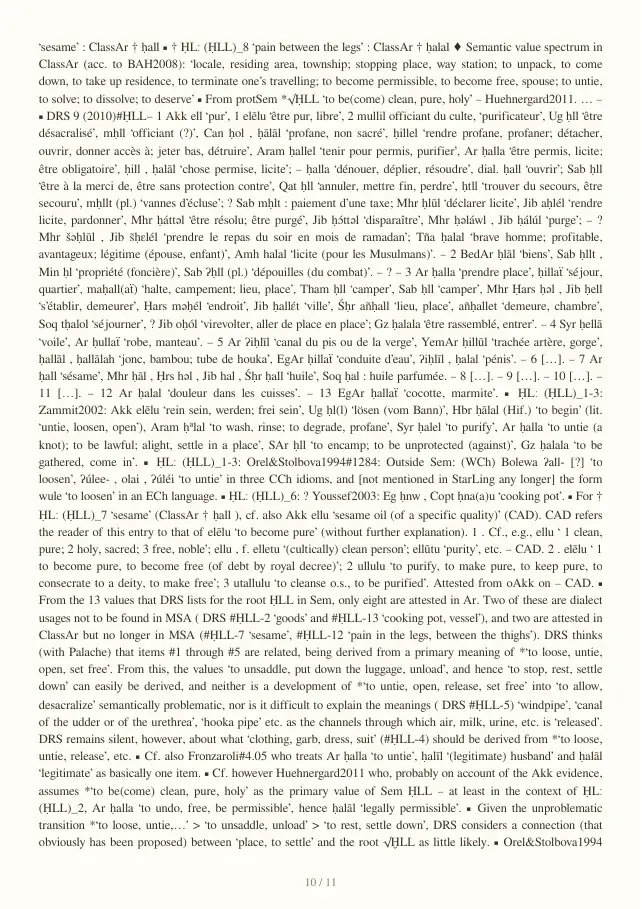 ‘sesame’ : ClassAr † ḥall ▪ † ḤL: (ḤLL)_8 ‘pain between the legs’ : ClassAr † ḥalal ♦ Semantic value spectrum in
ClassAr (acc. to BAH2008): ‘locale, residing area, township; stopping place, way station; to unpack, to come
down, to take up residence, to terminate one’s travelling; to become permissible, to become free, spouse; to untie,
to solve; to dissolve; to deserve’ ▪ From protSem *√ḤLL ‘to be(come) clean, pure, holy’ – Huehnergard2011. … –
▪ DRS 9 (2010)#ḤLL– 1 Akk ell ‘pur’, 1 elēlu ‘être pur, libre’, 2 mullil officiant du culte, ‘purificateur’, Ug ḥll ‘être
désacralisé’, mḥll ‘officiant (?)’, Can ḥol , ḥālāl ‘profane, non sacré’, ḥillel ‘rendre profane, profaner; détacher,
ouvrir, donner accès à; jeter bas, détruire’, Aram ḥallel ‘tenir pour permis, purifier’, Ar ḥalla ‘être permis, licite;
être obligatoire’, ḥill , ḥalāl ‘chose permise, licite’; – ḥalla ‘dénouer, déplier, résoudre’, dial. ḥall ‘ouvrir’; Sab ḥll
‘être à la merci de, être sans protection contre’, Qat ḥll ‘annuler, mettre fin, perdre’, ḥtll ‘trouver du secours, être
secouru’, mḥllt (pl.) ‘vannes d’écluse’; ? Sab mḥlt : paiement d’une taxe; Mhr ḥlūl ‘déclarer licite’, Jib aḥlél ‘rendre
licite, pardonner’, Mhr ḥáttəl ‘être résolu; être purgé’, Jib ḥɔ́ttəl ‘disparaître’, Mhr ḥəláwl , Jib ḥálúl ‘purge’; – ?
Mhr šəḥlūl , Jib šḥɛlél ‘prendre le repas du soir en mois de ramadan’; Tña ḥalal ‘brave homme; profitable,
avantageux; légitime (épouse, enfant)’, Amh halal ‘licite (pour les Musulmans)’. – 2 BedAr ḥlāl ‘biens’, Sab ḥllt ,
Min ḥl ‘propriété (foncière)’, Sab ʔḥll (pl.) ‘dépouilles (du combat)’. – ? – 3 Ar ḥalla ‘prendre place’, ḥillaẗ ‘séjour,
quartier’, maḥall(aẗ) ‘halte, campement; lieu, place’, Tham ḥll ‘camper’, Sab ḥll ‘camper’, Mhr Ḥars ḥəl , Jib ḥell
‘s’établir, demeurer’, Ḥars məḥél ‘endroit’, Jib ḥallét ‘ville’, Śḥr añḥall ‘lieu, place’, añḥallet ‘demeure, chambre’,
Soq tḥalol ‘séjourner’, ? Jib oḥól ‘virevolter, aller de place en place’; Gz ḥalala ‘être rassemblé, entrer’. – 4 Syr ḥellā
‘voile’, Ar ḥullaẗ ‘robe, manteau’. – 5 Ar ʔiḥlīl ‘canal du pis ou de la verge’, YemAr ḥillūl ‘trachée artère, gorge’,
ḥallāl , ḥallālah ‘jonc, bambou; tube de houka’, EgAr ḥillaẗ ‘conduite d’eau’, ʔiḥlīl , ḥalal ‘pénis’. – 6 […]. – 7 Ar
ḥall ‘sésame’, Mhr ḥāl , Ḥrs ḥəl , Jib hal , Śḥr ḥall ‘huile’, Soq ḥal : huile parfumée. – 8 […]. – 9 […]. – 10 […]. –
11 […]. – 12 Ar ḥalal ‘douleur dans les cuisses’. – 13 EgAr ḥallaẗ ‘cocotte, marmite’. ▪ ḤL: (ḤLL)_1-3:
Zammit2002: Akk elēlu ‘rein sein, werden; frei sein’, Ug ḥl(l) ‘lösen (vom Bann)’, Hbr ḥālal (Hif.) ‘to begin’ (lit.
‘untie, loosen, open’), Aram ḥᵃlal ‘to wash, rinse; to degrade, profane’, Syr ḥalel ‘to purify’, Ar ḥalla ‘to untie (a
knot); to be lawful; alight, settle in a place’, SAr ḥll ‘to encamp; to be unprotected (against)’, Gz ḥalala ‘to be
gathered, come in’. ▪ ḤL: (ḤLL)_1-3: Orel&Stolbova1994#1284: Outside Sem: (WCh) Bolewa ʔall- [?] ‘to
loosen’, ʔúlee- , olai , ʔúléi ‘to untie’ in three CCh idioms, and [not mentioned in StarLing any longer] the form
wule ‘to loosen’ in an ECh language. ▪ ḤL: (ḤLL)_6: ? Youssef2003: Eg ḥnw , Copt ḥna(a)u ‘cooking pot’. ▪ For †
ḤL: (ḤLL)_7 ‘sesame’ (ClassAr † ḥall ), cf. also Akk ellu ‘sesame oil (of a specific quality)’ (CAD). CAD refers
the reader of this entry to that of elēlu ‘to become pure’ (without further explanation). 1 . Cf., e.g., ellu ‘ 1 clean,
pure; 2 holy, sacred; 3 free, noble’; ellu , f. elletu ‘(cultically) clean person’; ellūtu ‘purity’, etc. – CAD. 2 . elēlu ‘ 1
to become pure, to become free (of debt by royal decree)’; 2 ullulu ‘to purify, to make pure, to keep pure, to
consecrate to a deity, to make free’; 3 utallulu ‘to cleanse o.s., to be purified’. Attested from oAkk on – CAD. ▪
From the 13 values that DRS lists for the root ḤLL in Sem, only eight are attested in Ar. Two of these are dialect
usages not to be found in MSA ( DRS #ḤLL-2 ‘goods’ and #ḤLL-13 ‘cooking pot, vessel’), and two are attested in
ClassAr but no longer in MSA (#ḤLL-7 ‘sesame’, #ḤLL-12 ‘pain in the legs, between the thighs’). DRS thinks
(with Palache) that items #1 through #5 are related, being derived from a primary meaning of *‘to loose, untie,
open, set free’. From this, the values ‘to unsaddle, put down the luggage, unload’, and hence ‘to stop, rest, settle
down’ can easily be derived, and neither is a development of *‘to untie, open, release, set free’ into ‘to allow,
desacralize’ semantically problematic, nor is it difficult to explain the meanings ( DRS #ḤLL-5) ‘windpipe’, ‘canal
of the udder or of the urethra’, ‘hooka pipe’ etc. as the channels through which air, milk, urine, etc. is ‘released’.
DRS remains silent, however, about what ‘clothing, garb, dress, suit’ (#ḤLL-4) should be derived from *‘to loose,
untie, release’, etc. ▪ Cf. also Fronzaroli#4.05 who treats Ar ḥalla ‘to untie’, ḥalīl ‘(legitimate) husband’ and ḥalāl
‘legitimate’ as basically one item. ▪ Cf. however Huehnergard2011 who, probably on account of the Akk evidence,
assumes *‘to be(come) clean, pure, holy’ as the primary value of Sem ḤLL – at least in the context of ḤL:
(ḤLL)_2, Ar ḥalla ‘to undo, free, be permissible’, hence ḥalāl ‘legally permissible’. ▪ Given the unproblematic
transition *‘to loose, untie,…’ > ‘to unsaddle, unload’ > ‘to rest, settle down’, DRS considers a connection (that
obviously has been proposed) between ‘place, to settle’ and the root √ḤLL as little likely. ▪ Orel&Stolbova1994
10 / 11